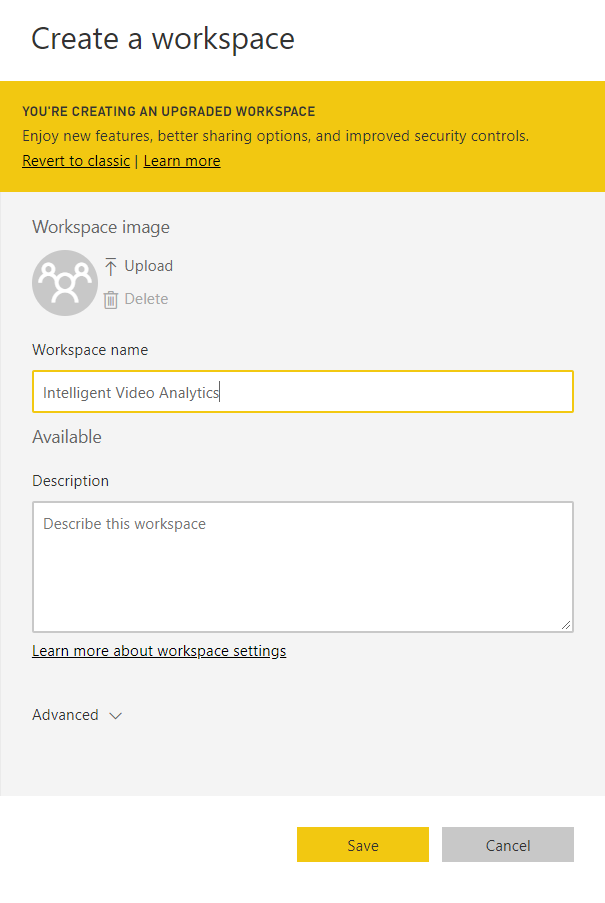 Create a workspace
YOU'RE CREATING AN UPGRADED WORKSPACE
Enjoy new features, better sharing options, and improved security controls.
Revert to classic | Learn more
Workspace image
Upload
Delete
Workspace name
Intelligent Video Analytics
Available
Description
Describe this workspace
Learn more about workspace settings
Advanced
Save Cancel